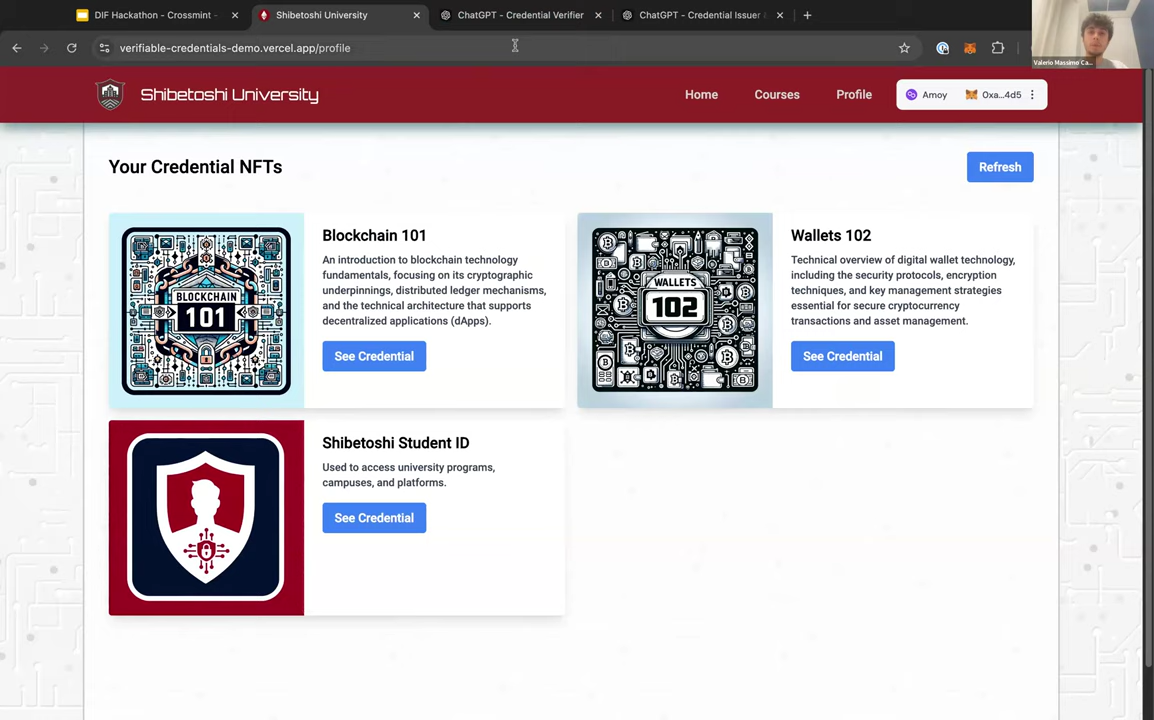 DIF Hackathon - Crossmint -
Shibetoshi University
ChatGPT - Credential Verifier
ChatGPT - Credential Issuer
verifiable-credentials-demo.vercel.app/profile
Valerio Massimo Ca...
Shibetoshi University
Home
Courses
Profile
Amoy
0xa...4d5
Your Credential NFTs
Refresh
BLOCKCHAIN
101
Blockchain 101
An introduction to blockchain technology
fundamentals, focusing on its cryptographic
underpinnings, distributed ledger mechanisms,
and the technical architecture that supports
decentralized applications (dApps).
See Credential
WALLETS
102
Wallets 102
Technical overview of digital wallet technology,
including the security protocols, encryption
techniques, and key management strategies
essential for secure cryptocurrency
transactions and asset management.
See Credential
Shibetoshi Student ID
Used to access university programs,
campuses, and platforms.
See Credential